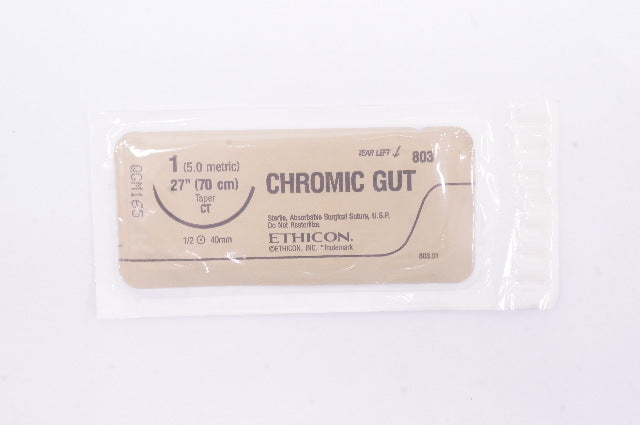 TEAR LEFT
803
1 (5.0 metric)
27" (70 cm)
Taper
CT
1/2 40mm
QGM165
CHROMIC GUT
Sterile, Absorbable Surgical Suture, U.S.P.
Do Not Resterilize
ETHICON.
©ETHICON, INC. *Trademark
803.01